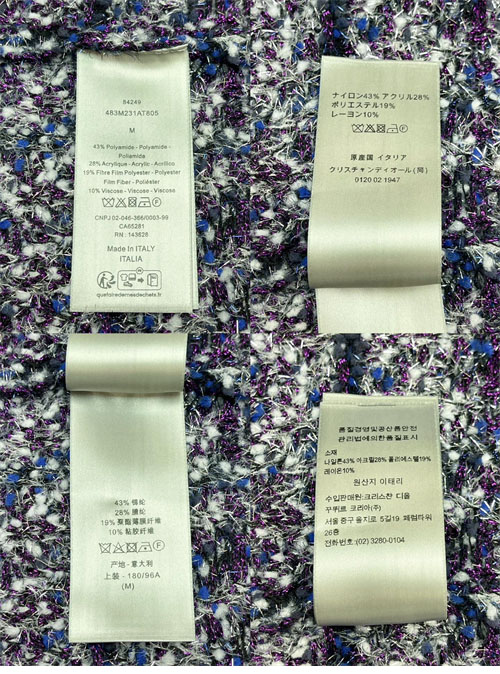 84249
483M231AT805
M
43% Polyamide - Polyamide -
Poliamida
28% Acrylique - Acrylic - Acrílico
19% Fibre Film Polyester - Polyester
Film Fiber - Poliéster
10% Viscose - Viscose - Viscose
CNPJ 02-046-366/0003-99
CA65281
RN : 143828
Made In ITALY
ITALIA
quefairedemesdechets.fr
ナイロン43% アクリル28%
ポリエステル19%
レーヨン10%
原産国 イタリア
クリスチャンディオール(同)
0120 02 1947
43% 锦纶
28% 腈纶
19% 聚酯薄膜纤维
10% 粘胶纤维
产地 - 意大利
上装 - 180/96A
(M)
품질경영및공산품안전
관리법에의한품질표시
소재
나일론43% 아크릴28% 폴리에스텔19%
레이온10%
원산지 이태리
수입판매원:크리스챤 디올
꾸뛰르 코리아(주)
서울 중구 을지로 5길19 페럼타워
26층
전화번호:(02) 3280-0104